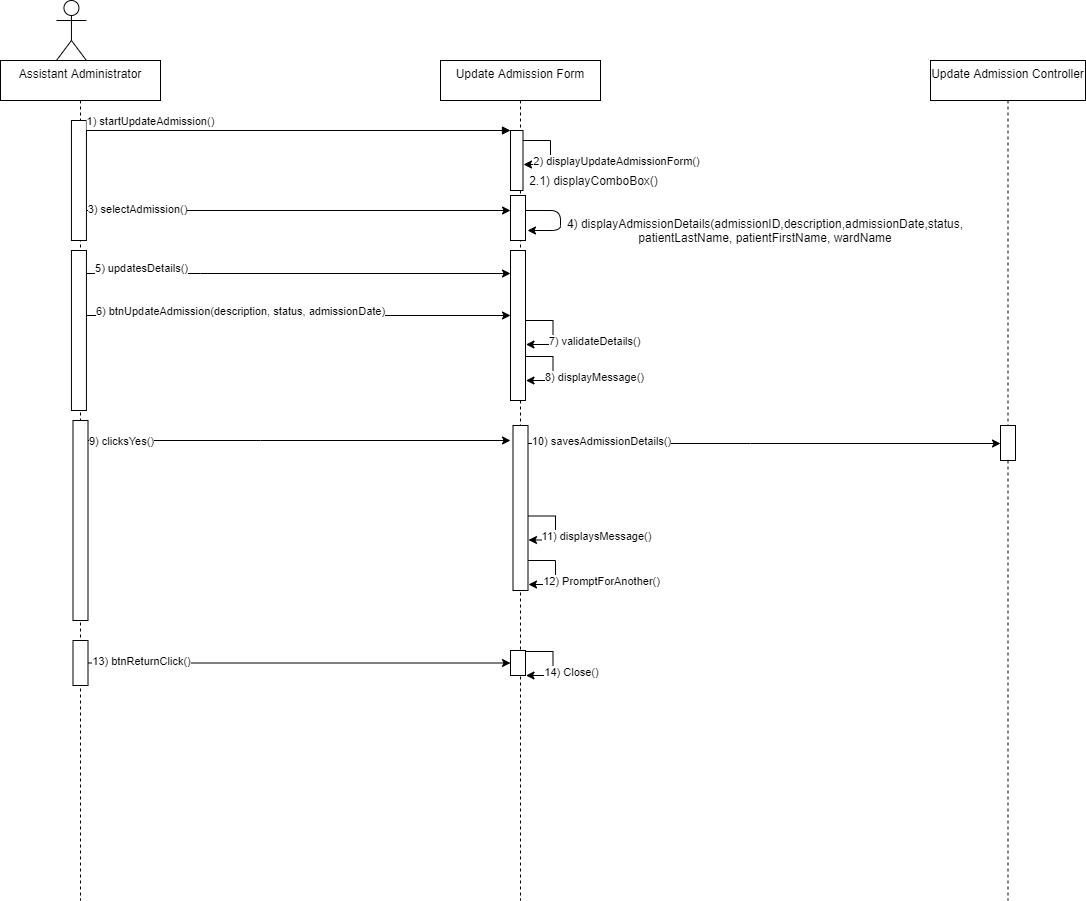 Assistant Administrator
Update Admission Form
Update Admission Controller
1) startUpdateAdmission()
2) displayUpdateAdmissionForm()
2.1) displayComboBox()
3) selectAdmission()
4) displayAdmissionDetails(admissionID,description,admissionDate,status,
patientLastName, patientFirstName, wardName
5) updatesDetails()
6) btnUpdateAdmission(description, status, admissionDate)
7) validateDetails()
8) displayMessage()
9) clicksYes()
10) savesAdmissionDetails()
11) displaysMessage()
12) PromptForAnother()
13) btnReturnClick()
14) Close()